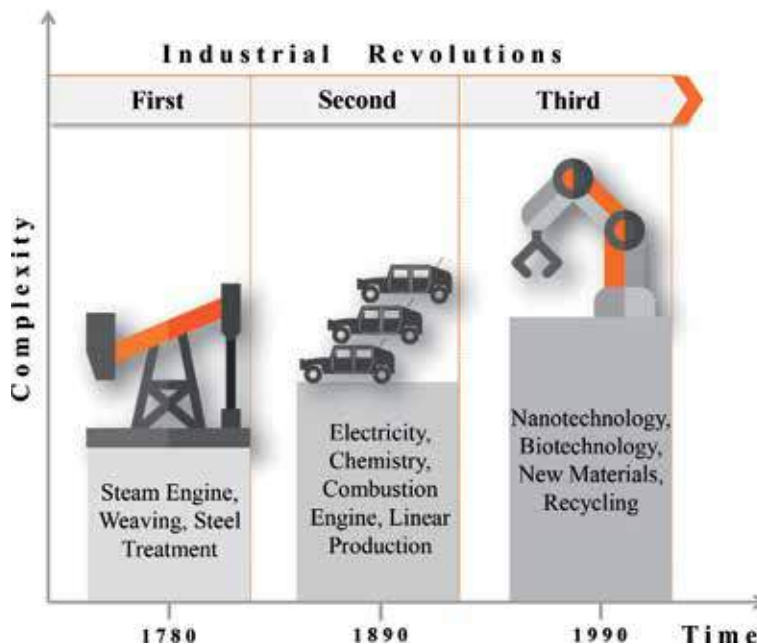 Industrial Revolutions
First
Second
Third
Complexity
Steam Engine,
Weaving, Steel
Treatment
Electricity,
Chemistry,
Combustion
Engine, Linear
Production
Nanotechnology,
Biotechnology,
New Materials,
Recycling
1780
1890
1990
Time